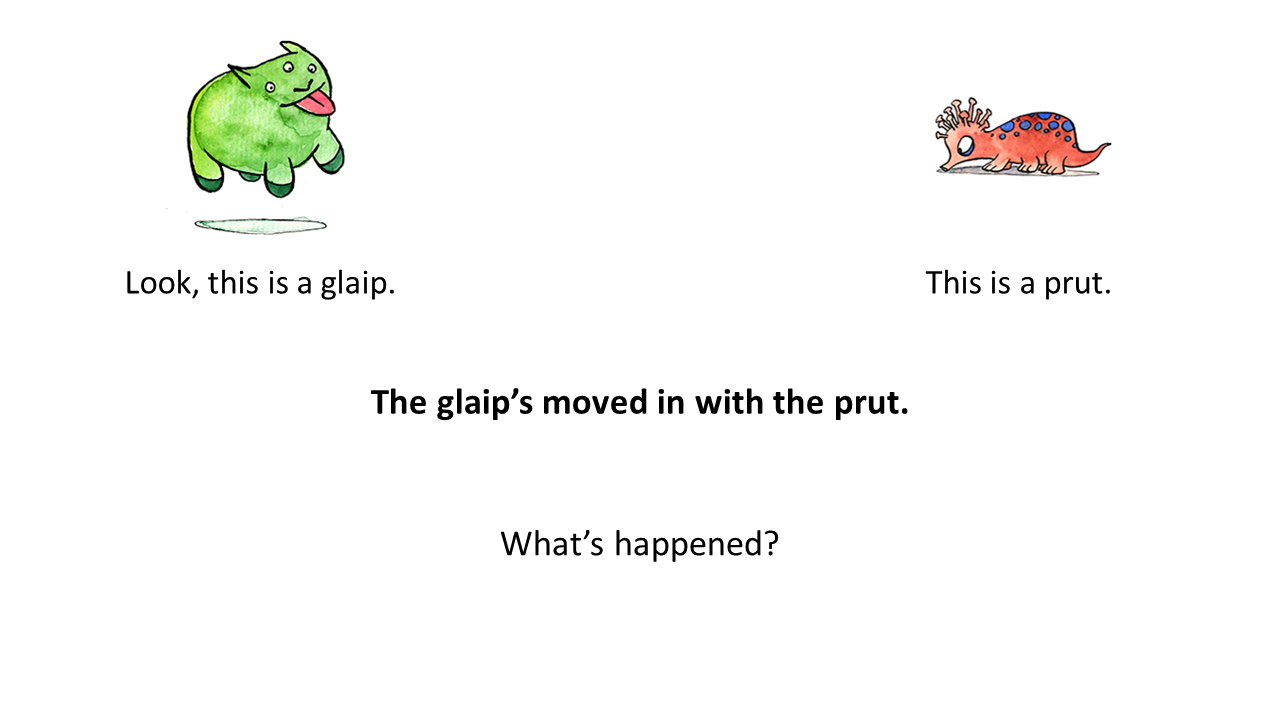 Look, this is a glaip.
This is a prut.
The glaip’s moved in with the prut.
What’s happened?